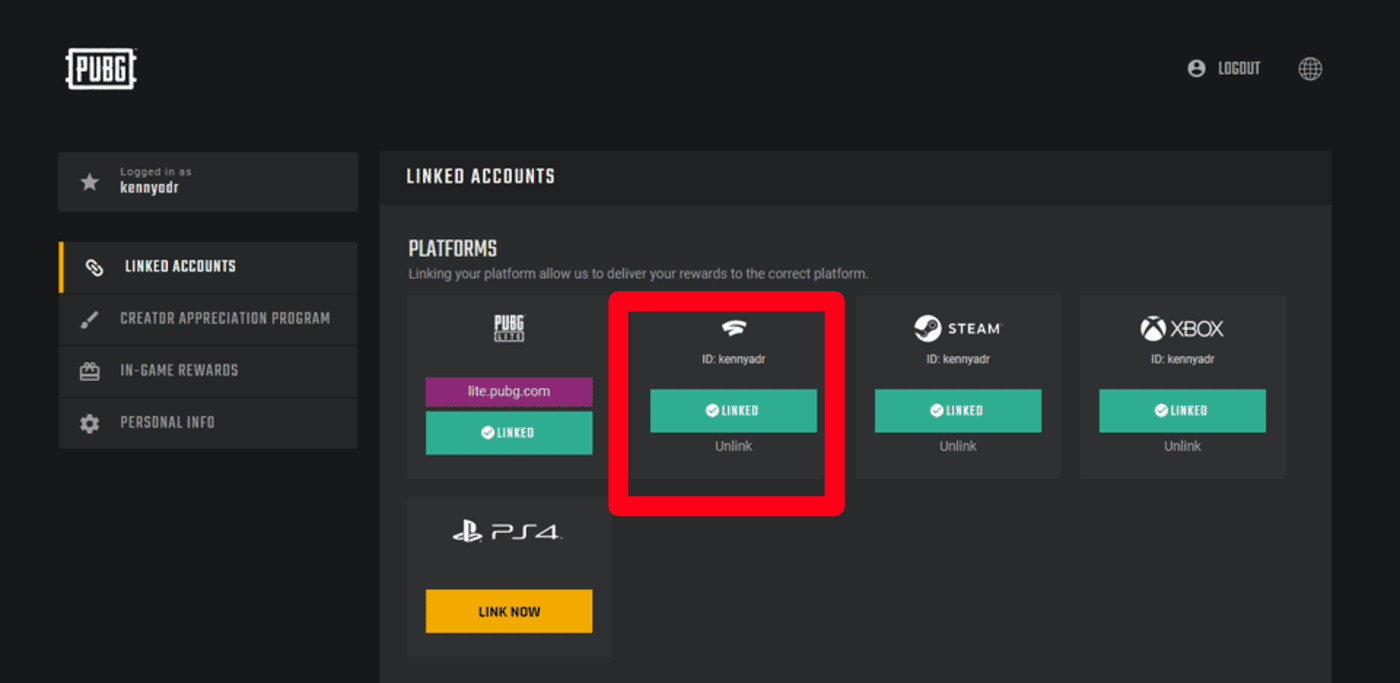 PUBG
LOGOUT
Logged in as
kennyadr
LINKED ACCOUNTS
CREATOR APPRECIATION PROGRAM
IN-GAME REWARDS
PERSONAL INFO
LINKED ACCOUNTS
PLATFORMS
Linking your platform allow us to deliver your rewards to the correct platform.
PUBG
LITE
lite.pubg.com
LINKED
ID: kennyadr
LINKED
Unlink
STEAM
ID: kennyadr
LINKED
Unlink
XBOX
ID: kennyadr
LINKED
Unlink
PS4
LINK NOW